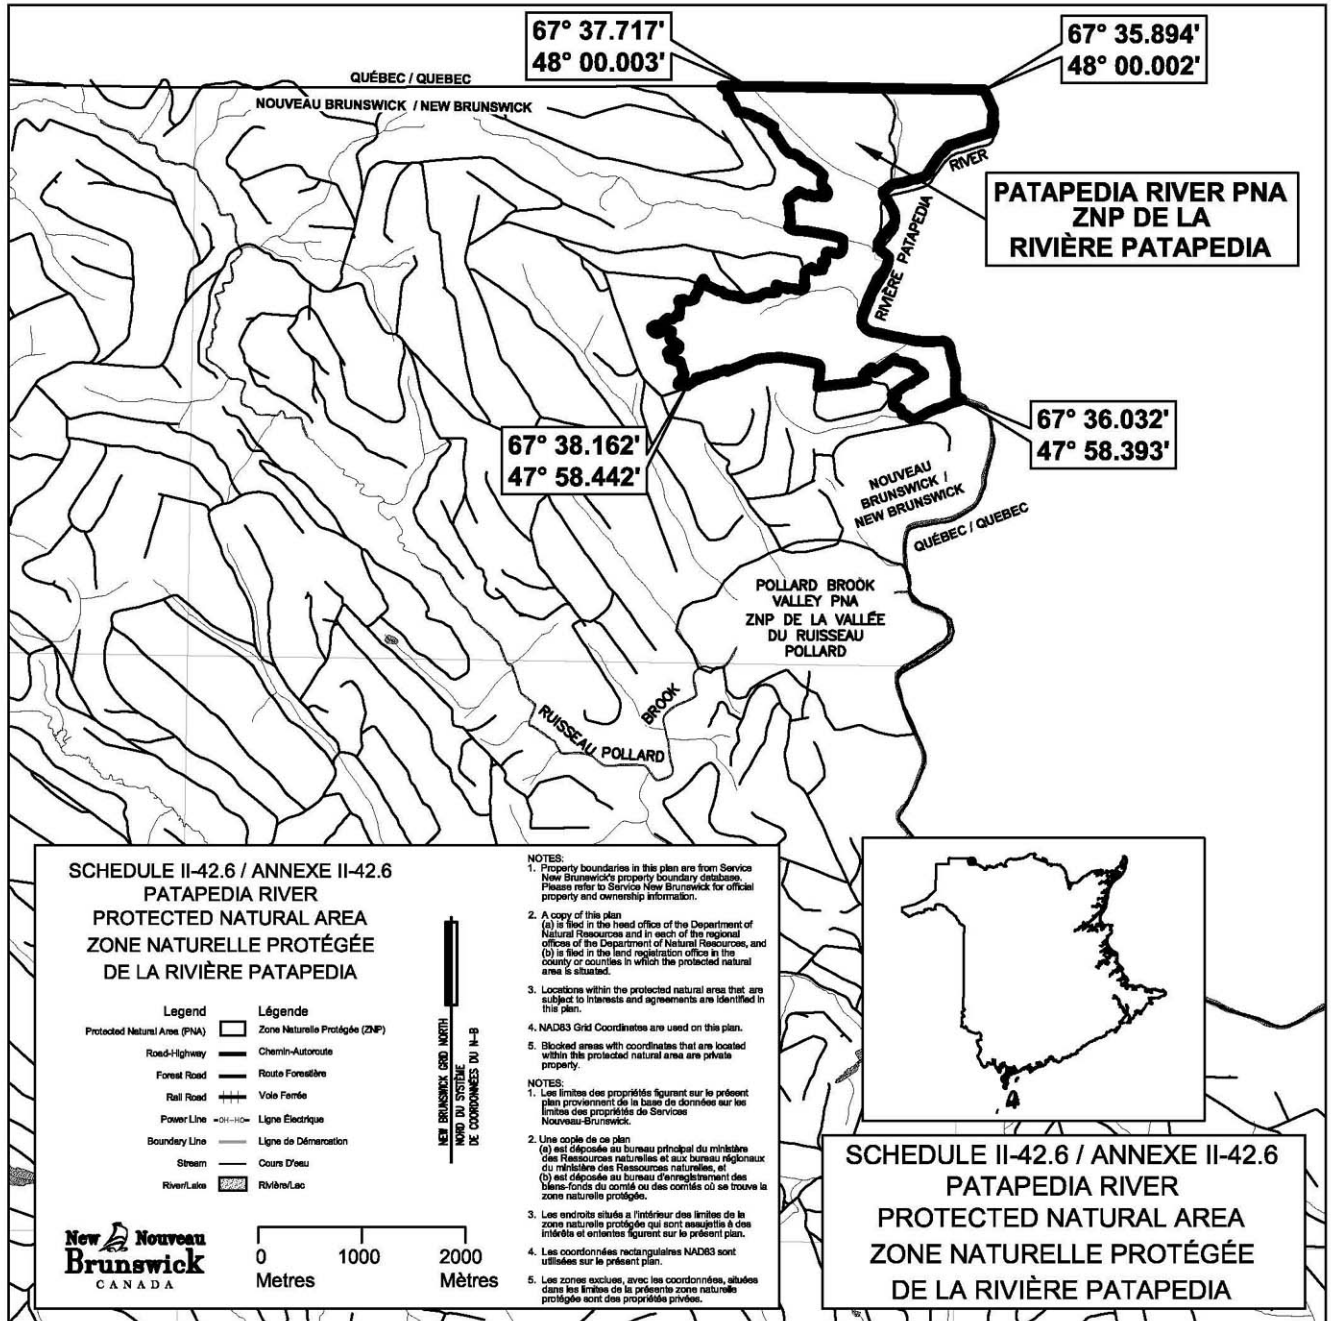 67° 37.717'
48° 00.003'
67° 35.894'
48° 00.002'
QUÉBEC / QUEBEC
NOUVEAU BRUNSWICK / NEW BRUNSWICK
RIVER
PATAPEDIA RIVER PNA
ZNP DE LA
RIVIÈRE PATAPEDIA
RIVIÈRE PATAPEDIA
67° 38.162'
47° 58.442'
67° 36.032'
47° 58.393'
NOUVEAU
BRUNSWICK /
NEW BRUNSWICK
QUÉBEC / QUEBEC
POLLARD BROOK
VALLEY PNA
ZNP DE LA VALLÉE
DU RUISSEAU
POLLARD
BROOK
RUISSEAU POLLARD
SCHEDULE II-42.6 / ANNEXE II-42.6
PATAPEDIA RIVER
PROTECTED NATURAL AREA
ZONE NATURELLE PROTÉGÉE
DE LA RIVIÈRE PATAPEDIA
Legend Légende
Protected Natural Area (PNA) Zone Naturelle Protégée (ZNP)
Road-Highway Chemin-Autoroute
Forest Road Route Forestière
Rail Road Voie Ferrée
Power Line -OH-HO- Ligne Électrique
Boundary Line Ligne de Démarcation
Stream Cours D'eau
River/Lake Rivière/Lac
NEW BRUNSWICK GRID NORTH
NORD DU SYSTÈME
DE COORDONNÉES DU N-B
New Nouveau
Brunswick
CANADA
0 1000 2000
Metres Mètres
NOTES:
1. Property boundaries in this plan are from Service
New Brunswick's property boundary database.
Please refer to Service New Brunswick for official
property and ownership information.
2. A copy of this plan
(a) is filed in the head office of the Department of
Natural Resources and in each of the regional
offices of the Department of Natural Resources, and
(b) is filed in the land registration office in the
county or counties in which the protected natural
area is situated.
3. Locations within the protected natural area that are
subject to interests and agreements are identified in
this plan.
4. NAD83 Grid Coordinates are used on this plan.
5. Blocked areas with coordinates that are located
within this protected natural area are private
property.
NOTES:
1. Les limites des propriétés figurant sur le présent
plan proviennent de la base de données sur les
limites des propriétés de Services
Nouveau-Brunswick.
2. Une copie de ce plan
(a) est déposée au bureau principal du ministère
des Ressources naturelles et aux bureau régionaux
du ministère des Ressources naturelles, et
(b) est déposée au bureau d'enregistrement des
biens-fonds du comté ou des comtés où se trouve la
zone naturelle protégée.
3. Les endroits situés a l'intérieur des limites de la
zone naturelle protégée qui sont assujettis à des
intérêts et ententes figurent sur le présent plan.
4. Les coordonnées rectangulaires NAD83 sont
utilisées sur le présent plan.
5. Les zones exclues, avec les coordonnées, situées
dans les limites de la présente zone naturelle
protégée sont des propriétés privées.
SCHEDULE II-42.6 / ANNEXE II-42.6
PATAPEDIA RIVER
PROTECTED NATURAL AREA
ZONE NATURELLE PROTÉGÉE
DE LA RIVIÈRE PATAPEDIA